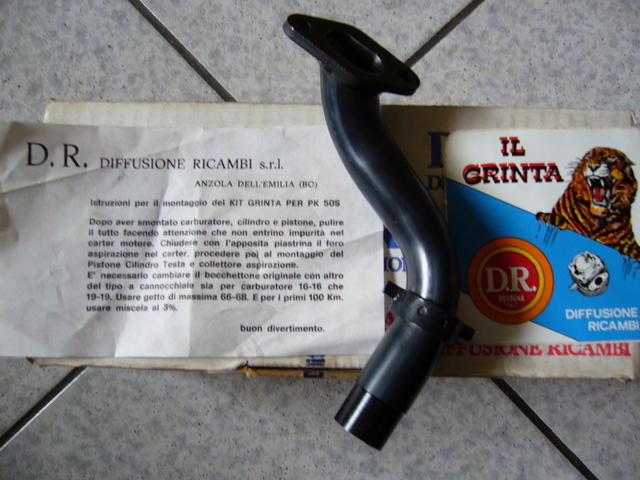 D. R. DIFFUSIONE RICAMBI s.r.l.
ANZOLA DELL'EMILIA (BO)
Istruzioni per il montaggio del KIT GRINTA PER PK 50S
Dopo aver smontato carburatore, cilindro e pistone, pulire
il tutto facendo attenzione che non entrino impurità nel
carter motore. Chiudere con l'apposita piastrina il foro
aspirazione nel carter, procedere poi al montaggio del
Pistone Cilindro Testa e collettore aspirazione.
E' necessario cambiare il bocchettone originale con altro
del tipo a cannocchiale sia per carburatore 16-16 che
19-19. Usare getto di massima 66-68. E per i primi 100 Km.
usare miscela al 3%.
buon divertimento.
IL
GRINTA
D.R.
BOLOGNA
DIFFUSIONE
RICAMBI
FFUSIONE RICAMBI